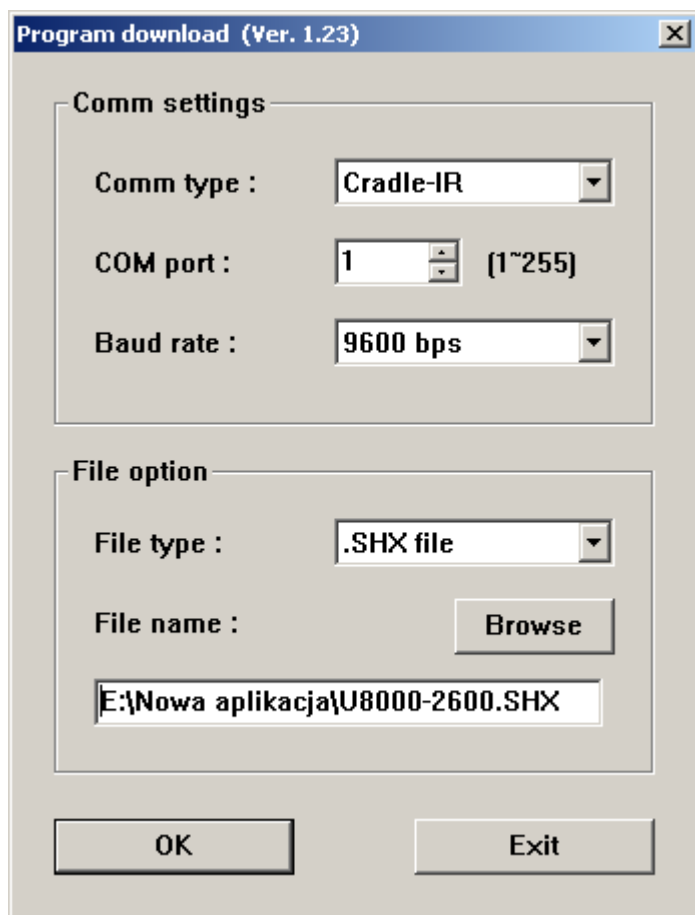 Program download (Ver. 1.23)
Comm settings
Comm type : Cradle-IR
COM port : 1 (1~255)
Baud rate : 9600 bps
File option
File type : .SHX file
File name : Browse
E:\Nowa aplikacja\U8000-2600.SHX
OK Exit